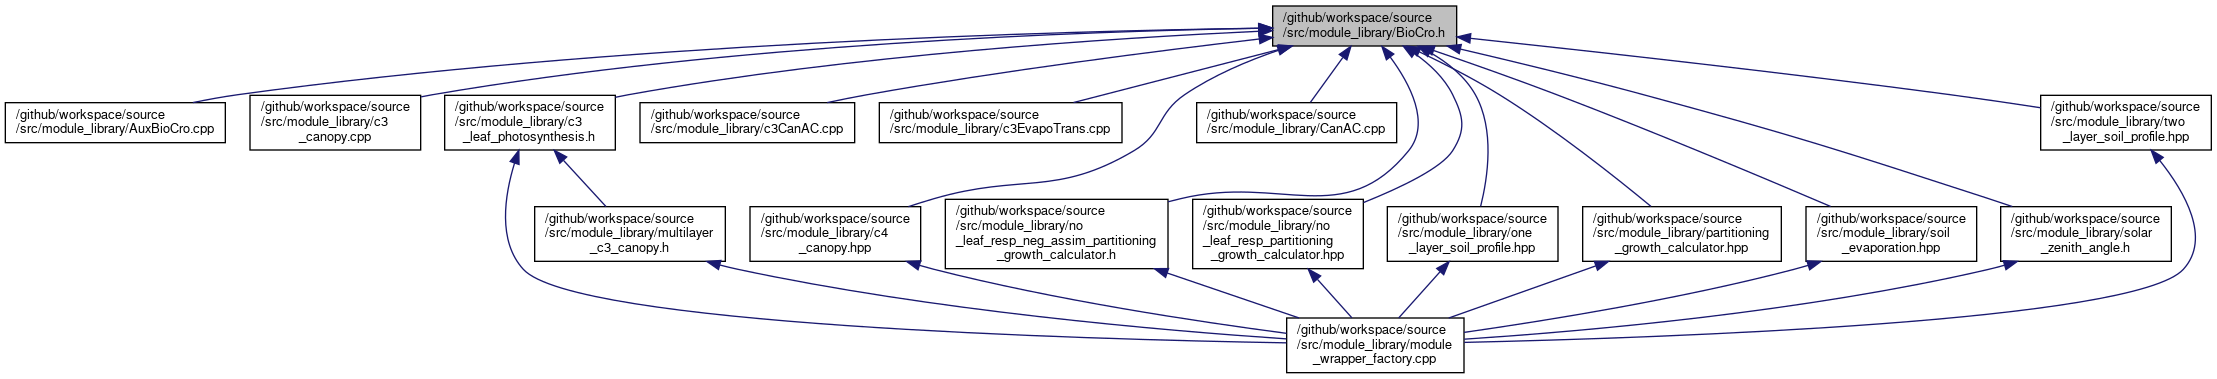 /github/workspace/source
/src/module_library/BioCro.h
/github/workspace/source
/src/module_library/AuxBioCro.cpp
/github/workspace/source
/src/module_library/c3
_canopy.cpp
/github/workspace/source
/src/module_library/c3
_leaf_photosynthesis.h
/github/workspace/source
/src/module_library/c3CanAC.cpp
/github/workspace/source
/src/module_library/c3EvapoTrans.cpp
/github/workspace/source
/src/module_library/CanAC.cpp
/github/workspace/source
/src/module_library/two
_layer_soil_profile.hpp
/github/workspace/source
/src/module_library/multilayer
_c3_canopy.h
/github/workspace/source
/src/module_library/c4
_canopy.hpp
/github/workspace/source
/src/module_library/no
_leaf_resp_neg_assim_partitioning
_growth_calculator.h
/github/workspace/source
/src/module_library/no
_leaf_resp_partitioning
_growth_calculator.hpp
/github/workspace/source
/src/module_library/one
_layer_soil_profile.hpp
/github/workspace/source
/src/module_library/partitioning
_growth_calculator.hpp
/github/workspace/source
/src/module_library/soil
_evaporation.hpp
/github/workspace/source
/src/module_library/solar
_zenith_angle.h
/github/workspace/source
/src/module_library/module
_wrapper_factory.cpp